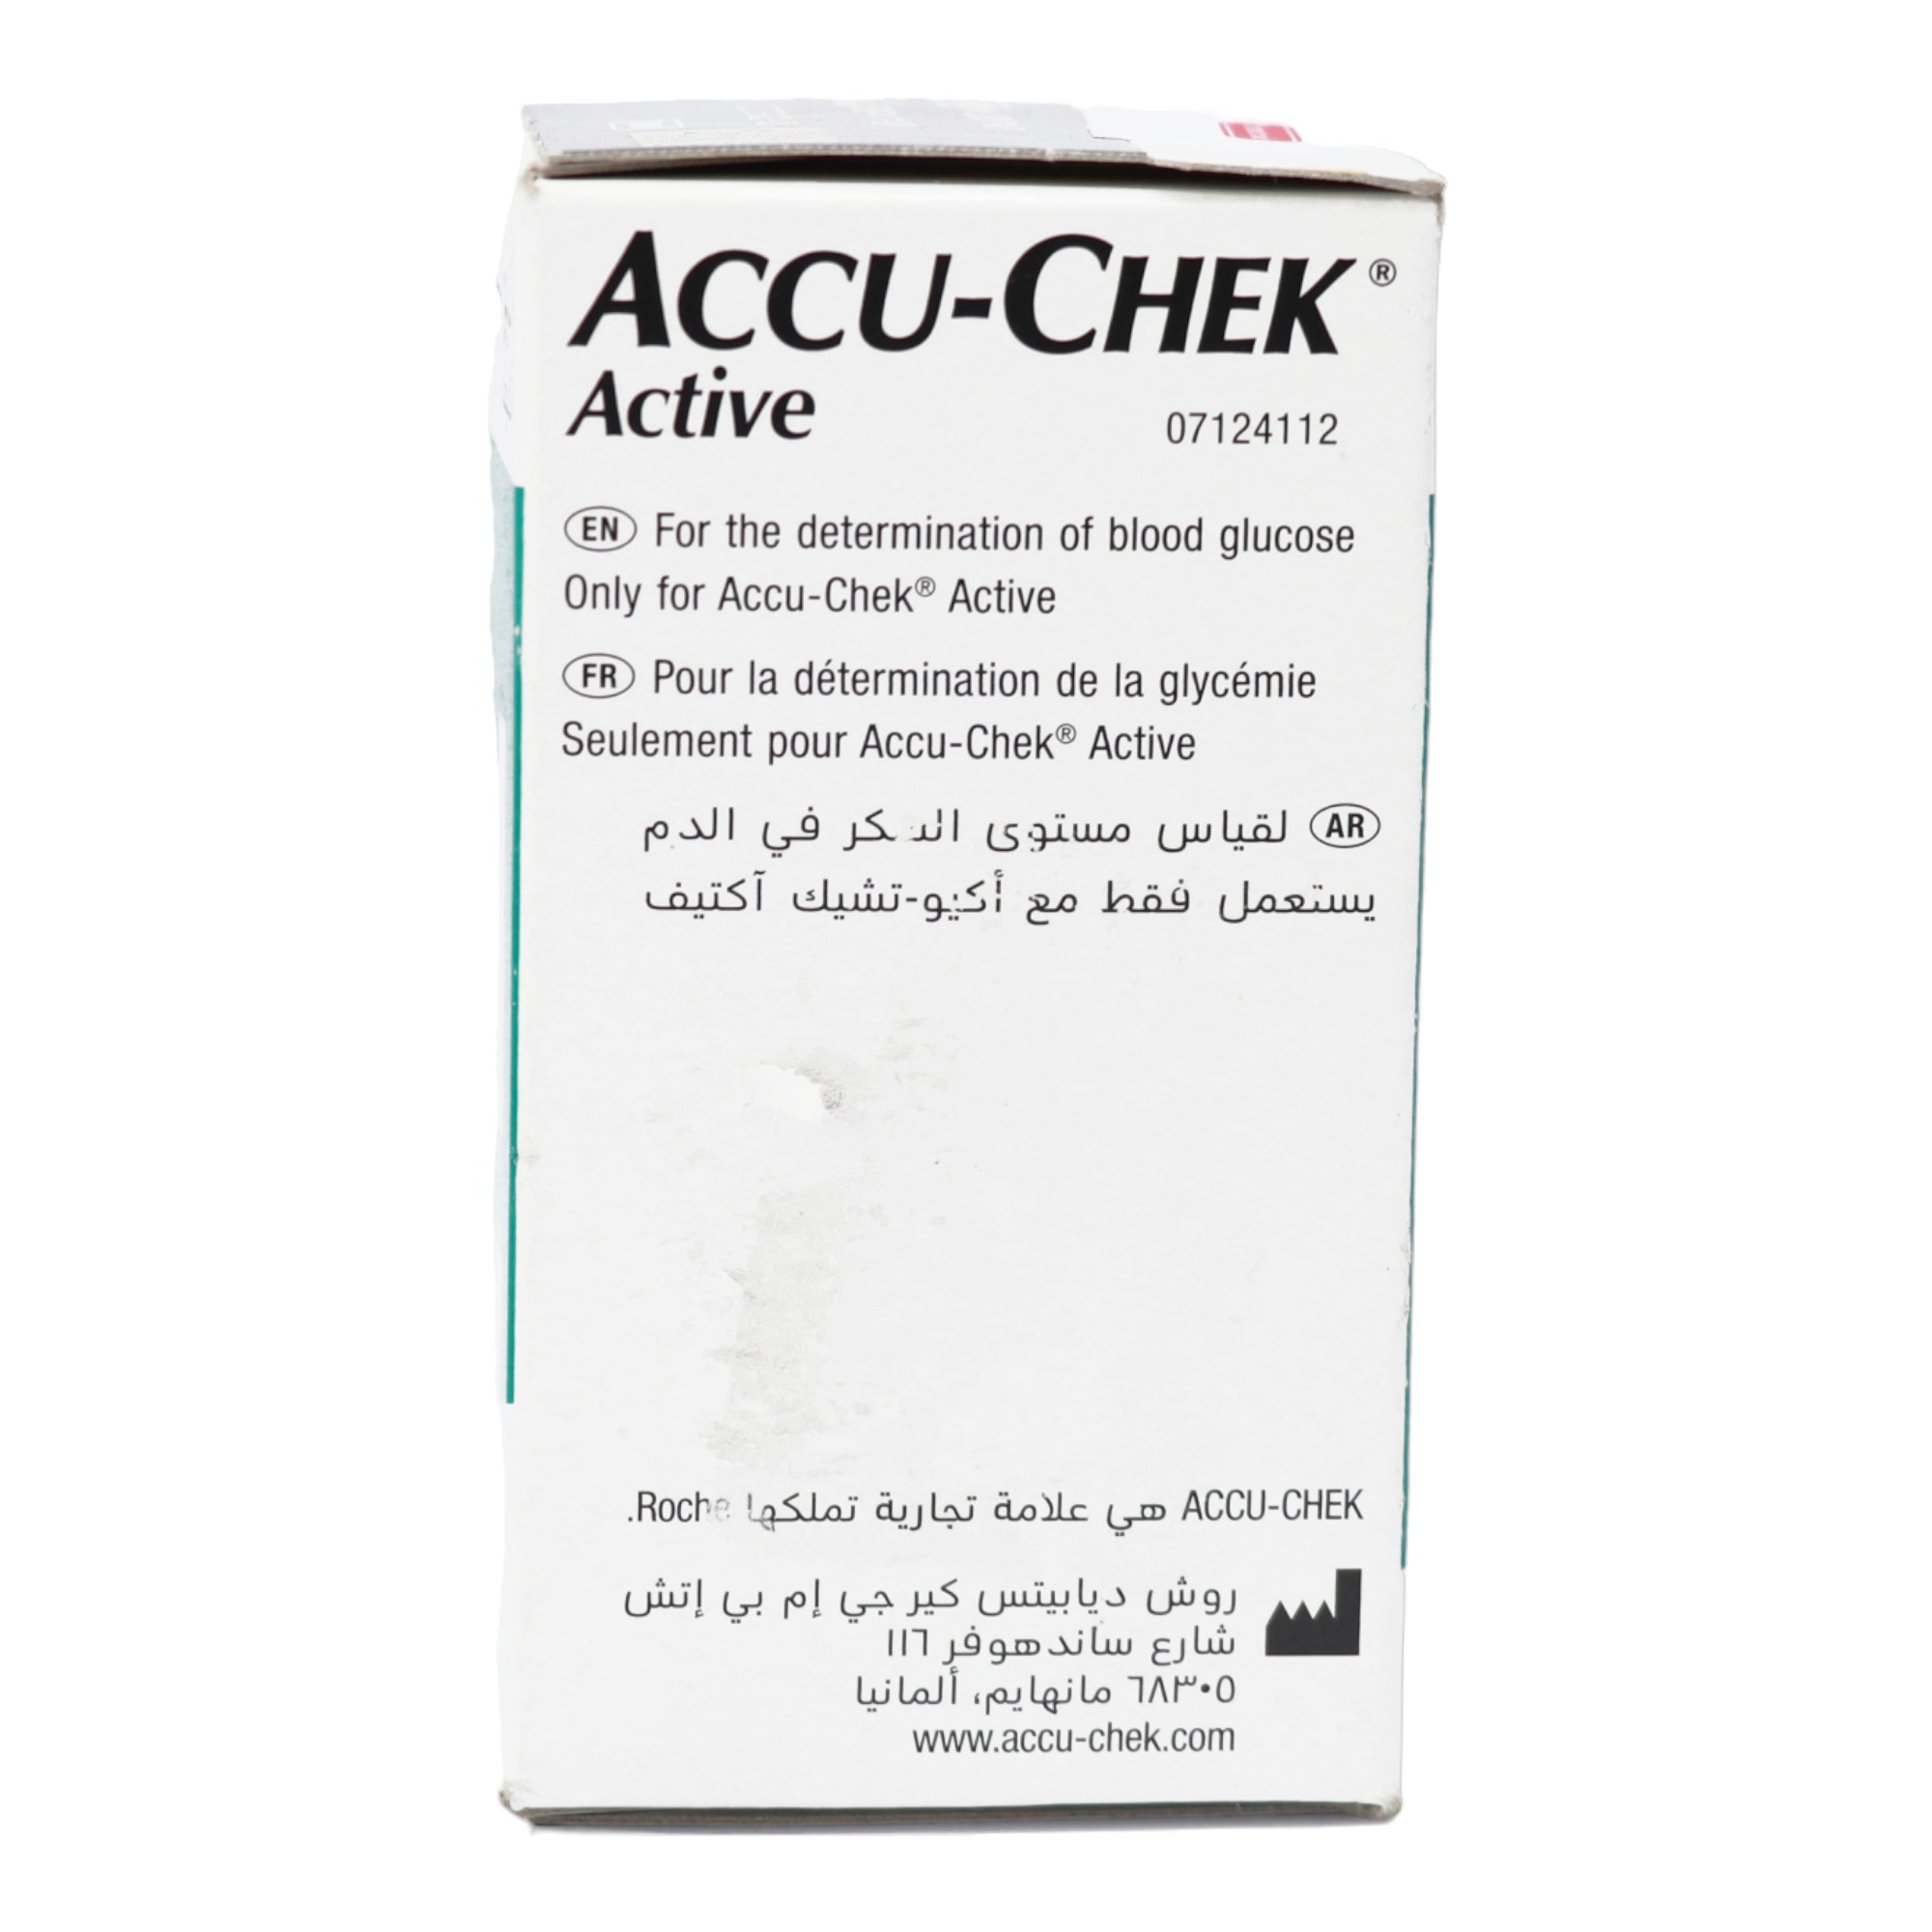 ACCU-CHEK®
Active
07124112
EN For the determination of blood glucose
Only for Accu-Chek® Active
FR Pour la détermination de la glycémie
Seulement pour Accu-Chek® Active
AR لقياس مستوى السكر في الدم
يستعمل فقط مع أكيو-تشيك آكتيف
ACCU-CHEK هي علامة تجارية تملكها Roche.
روش ديابيتس كير جي إم بي إتش
شارع ساندهوفر ١١٦
٦٨٣٠٥ مانهايم، ألمانيا
www.accu-chek.com